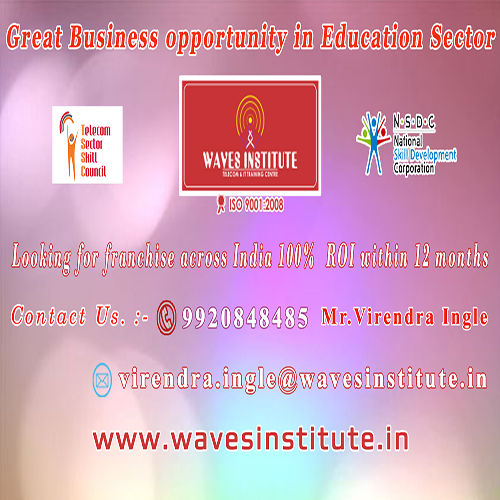 Great Business opportunity in Education Sector
Telecom
Sector
Skill
Council
WAVES INSTITUTE
TELECOM & IT TRAINING CENTRE
ISO 9001:2008
N·S·D·C
National
Skill Development
Corporation
Looking for franchise across India 100% ROI within 12 months
Contact Us. :- 9920848485 Mr.Virendra Ingle
virendra.ingle@wavesinstitute.in
www.wavesinstitute.in